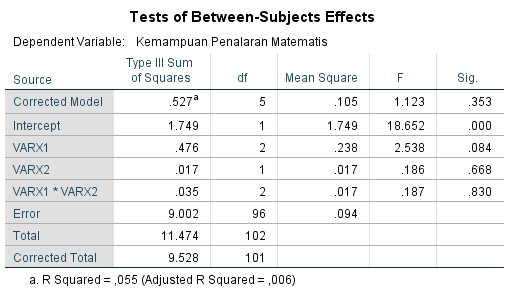 Tests of Between-Subjects Effects
Dependent Variable: Kemampuan Penalaran Matematis
Source Type III Sum of Squares df Mean Square F Sig.
Corrected Model .527a 5 .105 1.123 .353
Intercept 1.749 1 1.749 18.652 .000
VARX1 .476 2 .238 2.538 .084
VARX2 .017 1 .017 .186 .668
VARX1 * VARX2 .035 2 .017 .187 .830
Error 9.002 96 .094
Total 11.474 102
Corrected Total 9.528 101
a. R Squared = ,055 (Adjusted R Squared = ,006)